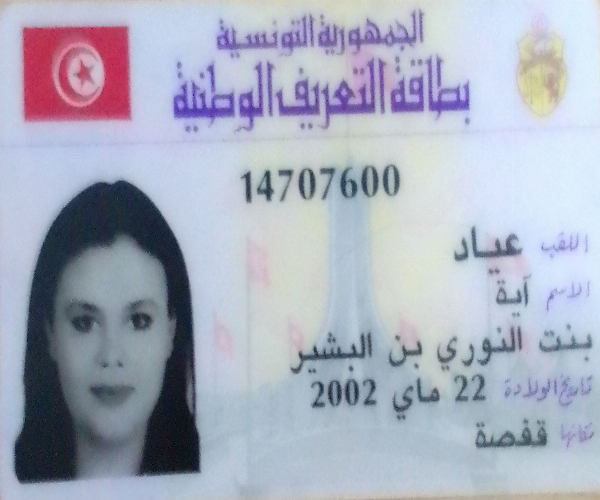 الجمهورية التونسية
بطاقة التعريف الوطنية
14707600
اللقب عياد
الاسم آية
بنت النوري بن البشير
تاريخ الولادة 22 ماي 2002
مكانها قفصة